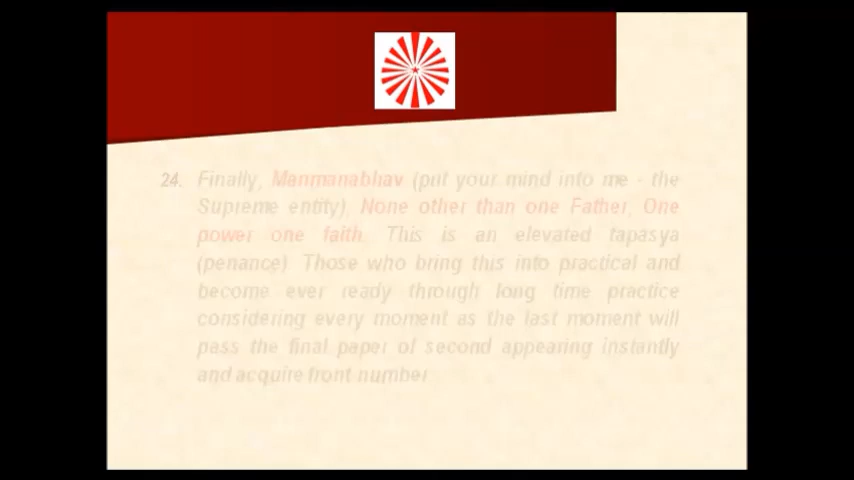 24. Finally, Manmanabhav (put your mind into me - the
Supreme entity), None other than one Father, One
power one faith. This is an elevated tapasya
(penance). Those who bring this into practical and
become ever ready through long time practice
considering every moment as the last moment will
pass the final paper of second appearing instantly
and acquire front number